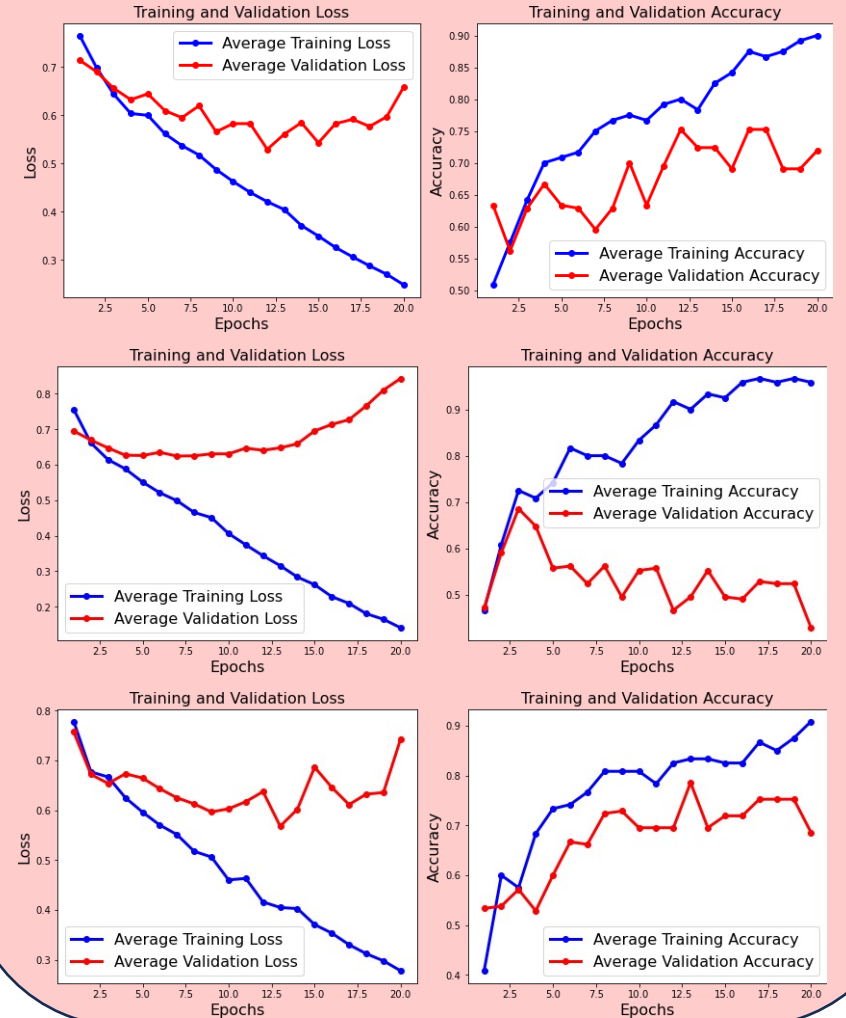 Training and Validation Loss
0.7
0.6
0.5
0.4
0.3
Loss
Average Training Loss
Average Validation Loss
2.5 5.0 7.5 10.0 12.5 15.0 17.5 20.0
Epochs
Training and Validation Accuracy
0.90
0.85
0.80
0.75
0.70
0.65
0.60
0.55
0.50
Accuracy
Average Training Accuracy
Average Validation Accuracy
2.5 5.0 7.5 10.0 12.5 15.0 17.5 20.0
Epochs
Training and Validation Loss
0.8
0.7
0.6
0.5
0.4
0.3
0.2
Loss
Average Training Loss
Average Validation Loss
2.5 5.0 7.5 10.0 12.5 15.0 17.5 20.0
Epochs
Training and Validation Accuracy
0.9
0.8
0.7
0.6
0.5
Accuracy
Average Training Accuracy
Average Validation Accuracy
2.5 5.0 7.5 10.0 12.5 15.0 17.5 20.0
Epochs
Training and Validation Loss
0.8
0.7
0.6
0.5
0.4
0.3
Loss
Average Training Loss
Average Validation Loss
2.5 5.0 7.5 10.0 12.5 15.0 17.5 20.0
Epochs
Training and Validation Accuracy
0.9
0.8
0.7
0.6
0.5
0.4
Accuracy
Average Training Accuracy
Average Validation Accuracy
2.5 5.0 7.5 10.0 12.5 15.0 17.5 20.0
Epochs